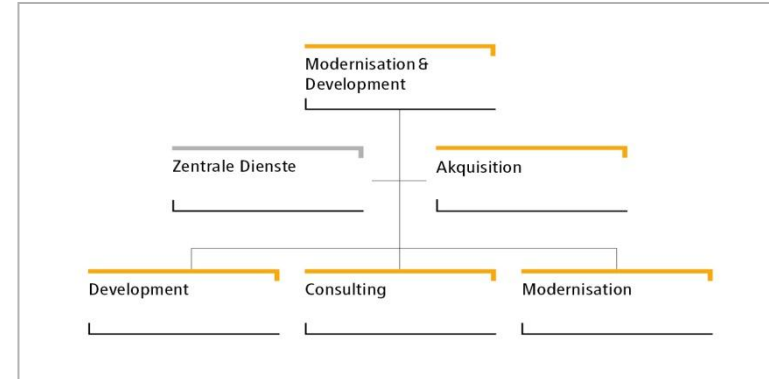 Modernisation &
Development
Zentrale Dienste
Akquisition
Development
Consulting
Modernisation